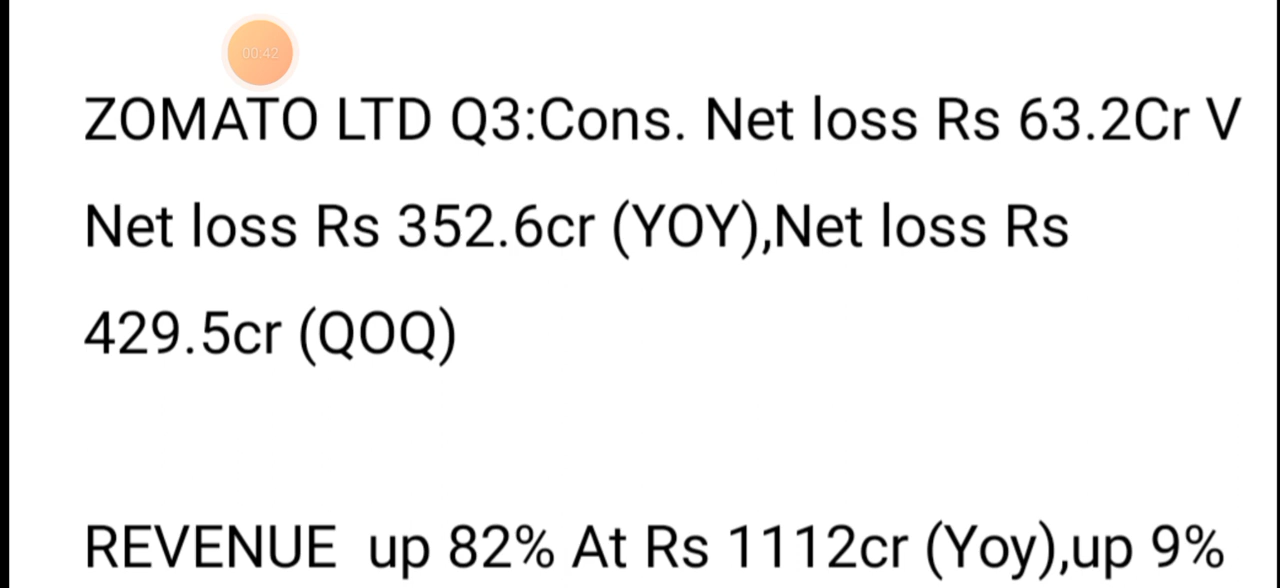 00:42
ZOMATO LTD Q3:Cons. Net loss Rs 63.2Cr V
Net loss Rs 352.6cr (YOY),Net loss Rs
429.5cr (QOQ)
REVENUE up 82% At Rs 1112cr (Yoy),up 9%